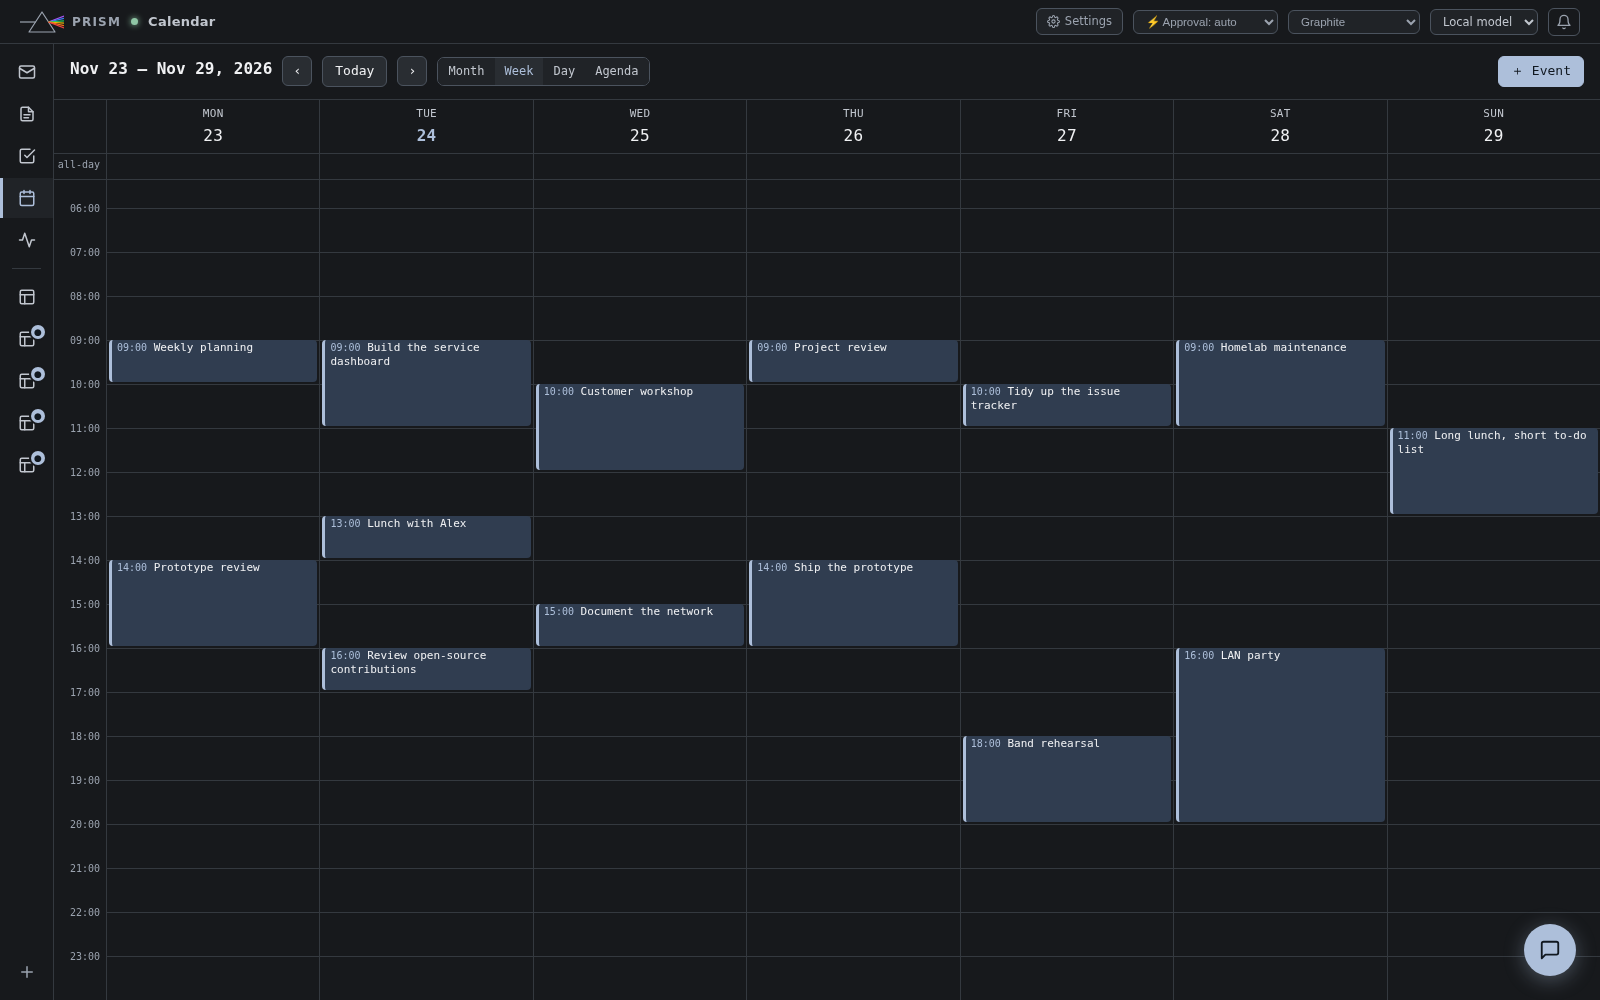 PRISM Calendar
Settings
⚡ Approval: auto
Graphite
Local model
Nov 23 – Nov 29, 2026
‹
Today
›
Month Week Day Agenda
+ Event
MON TUE WED THU FRI SAT SUN
23 24 25 26 27 28 29
all-day
06:00
07:00
08:00
09:00
10:00
11:00
12:00
13:00
14:00
15:00
16:00
17:00
18:00
19:00
20:00
21:00
22:00
23:00
09:00 Weekly planning
14:00 Prototype review
09:00 Build the service
dashboard
13:00 Lunch with Alex
16:00 Review open-source
contributions
10:00 Customer workshop
15:00 Document the network
09:00 Project review
14:00 Ship the prototype
10:00 Tidy up the issue
tracker
18:00 Band rehearsal
09:00 Homelab maintenance
16:00 LAN party
11:00 Long lunch, short to-do
list